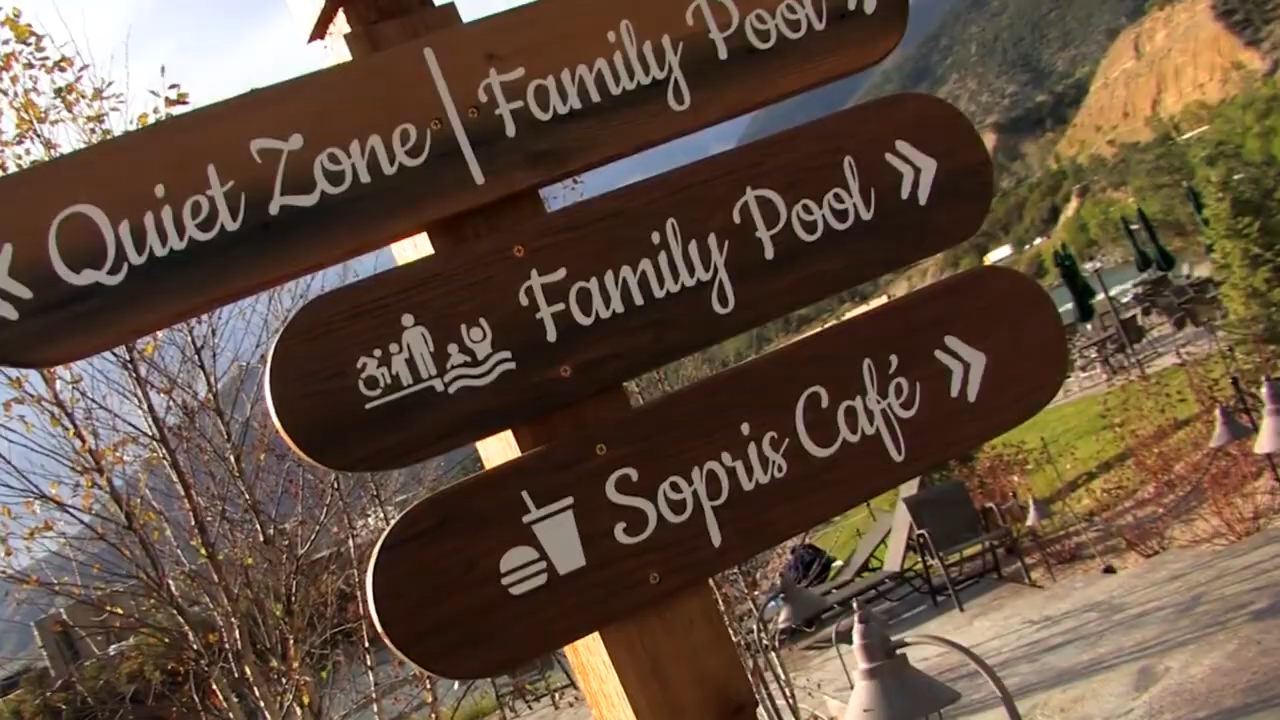 « Quiet Zone | Family Pool »
Family Pool »
Sopris Café »